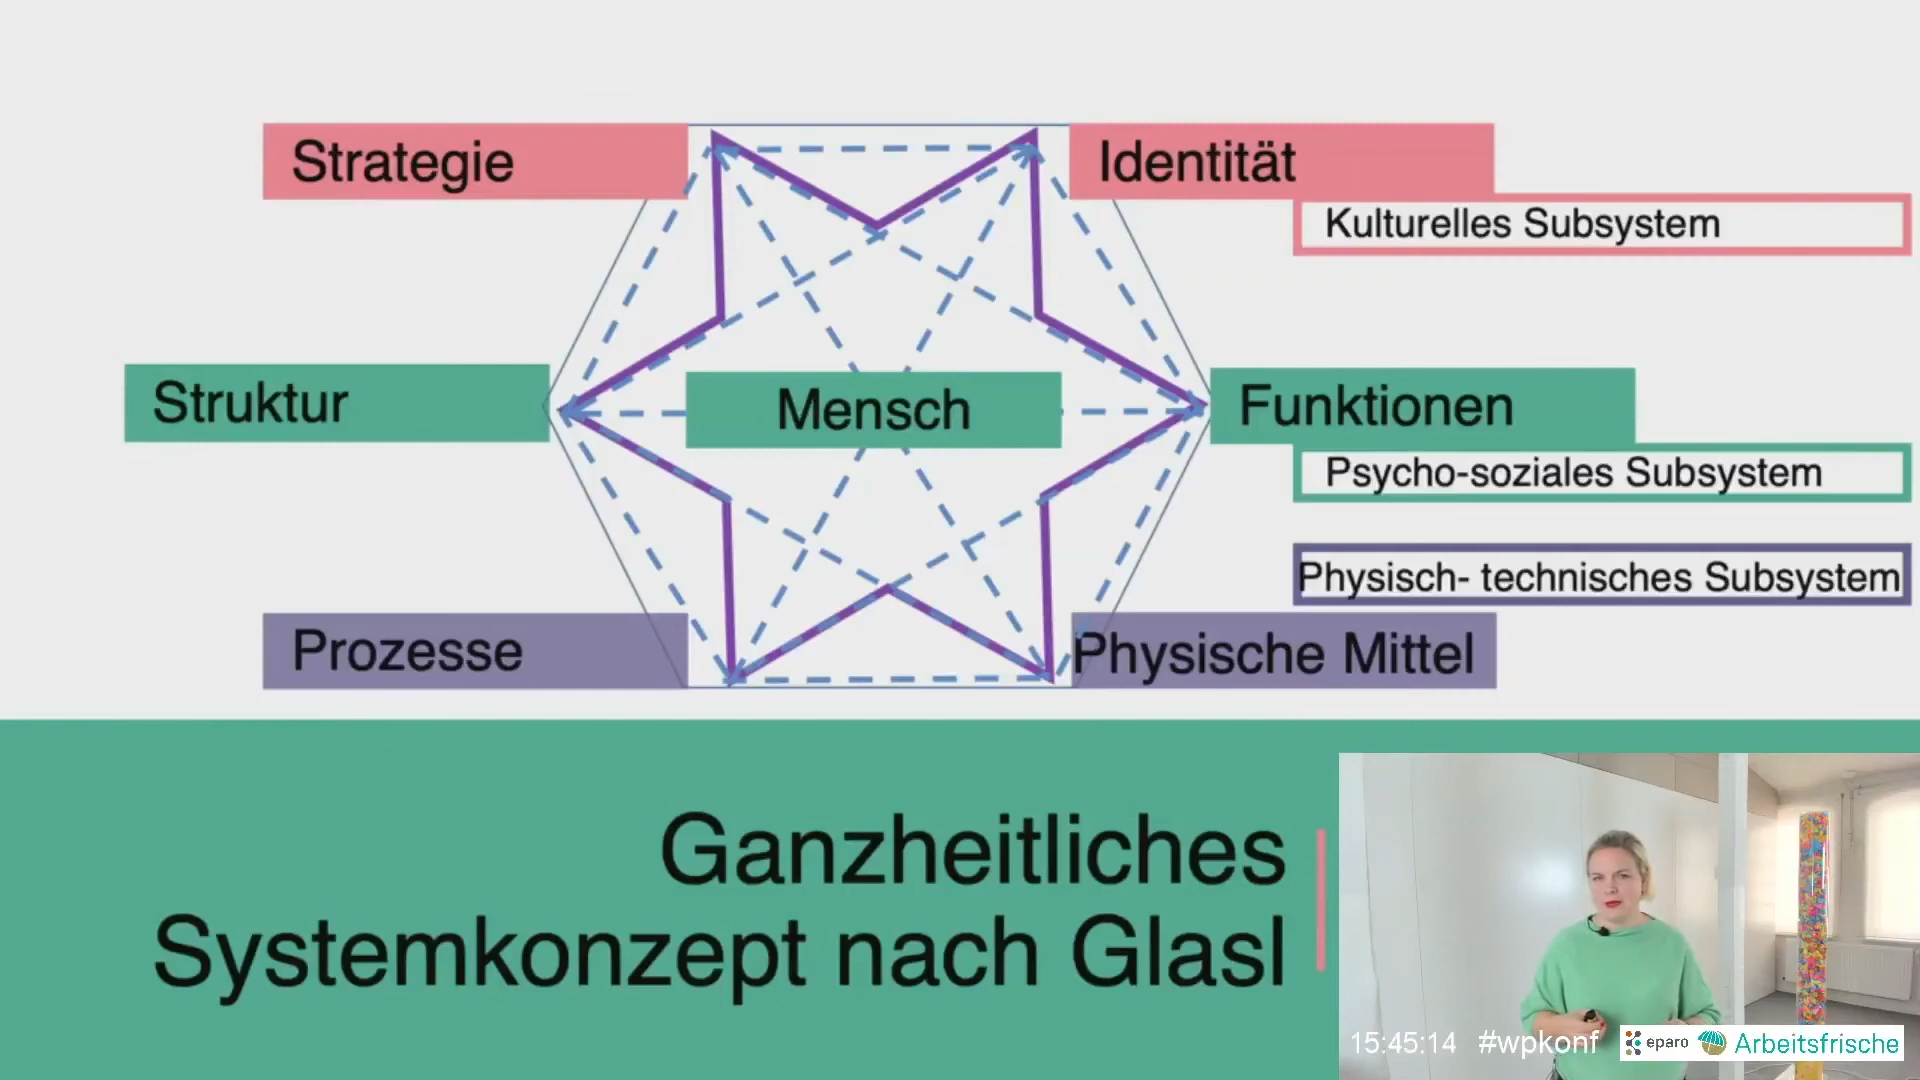 Strategie
Identität
Kulturelles Subsystem
Struktur
Mensch
Funktionen
Psycho-soziales Subsystem
Physisch- technisches Subsystem
Prozesse
Physische Mittel
Ganzheitliches
Systemkonzept nach Glasl
15:45:14 #wpkonf eparo Arbeitsfrische